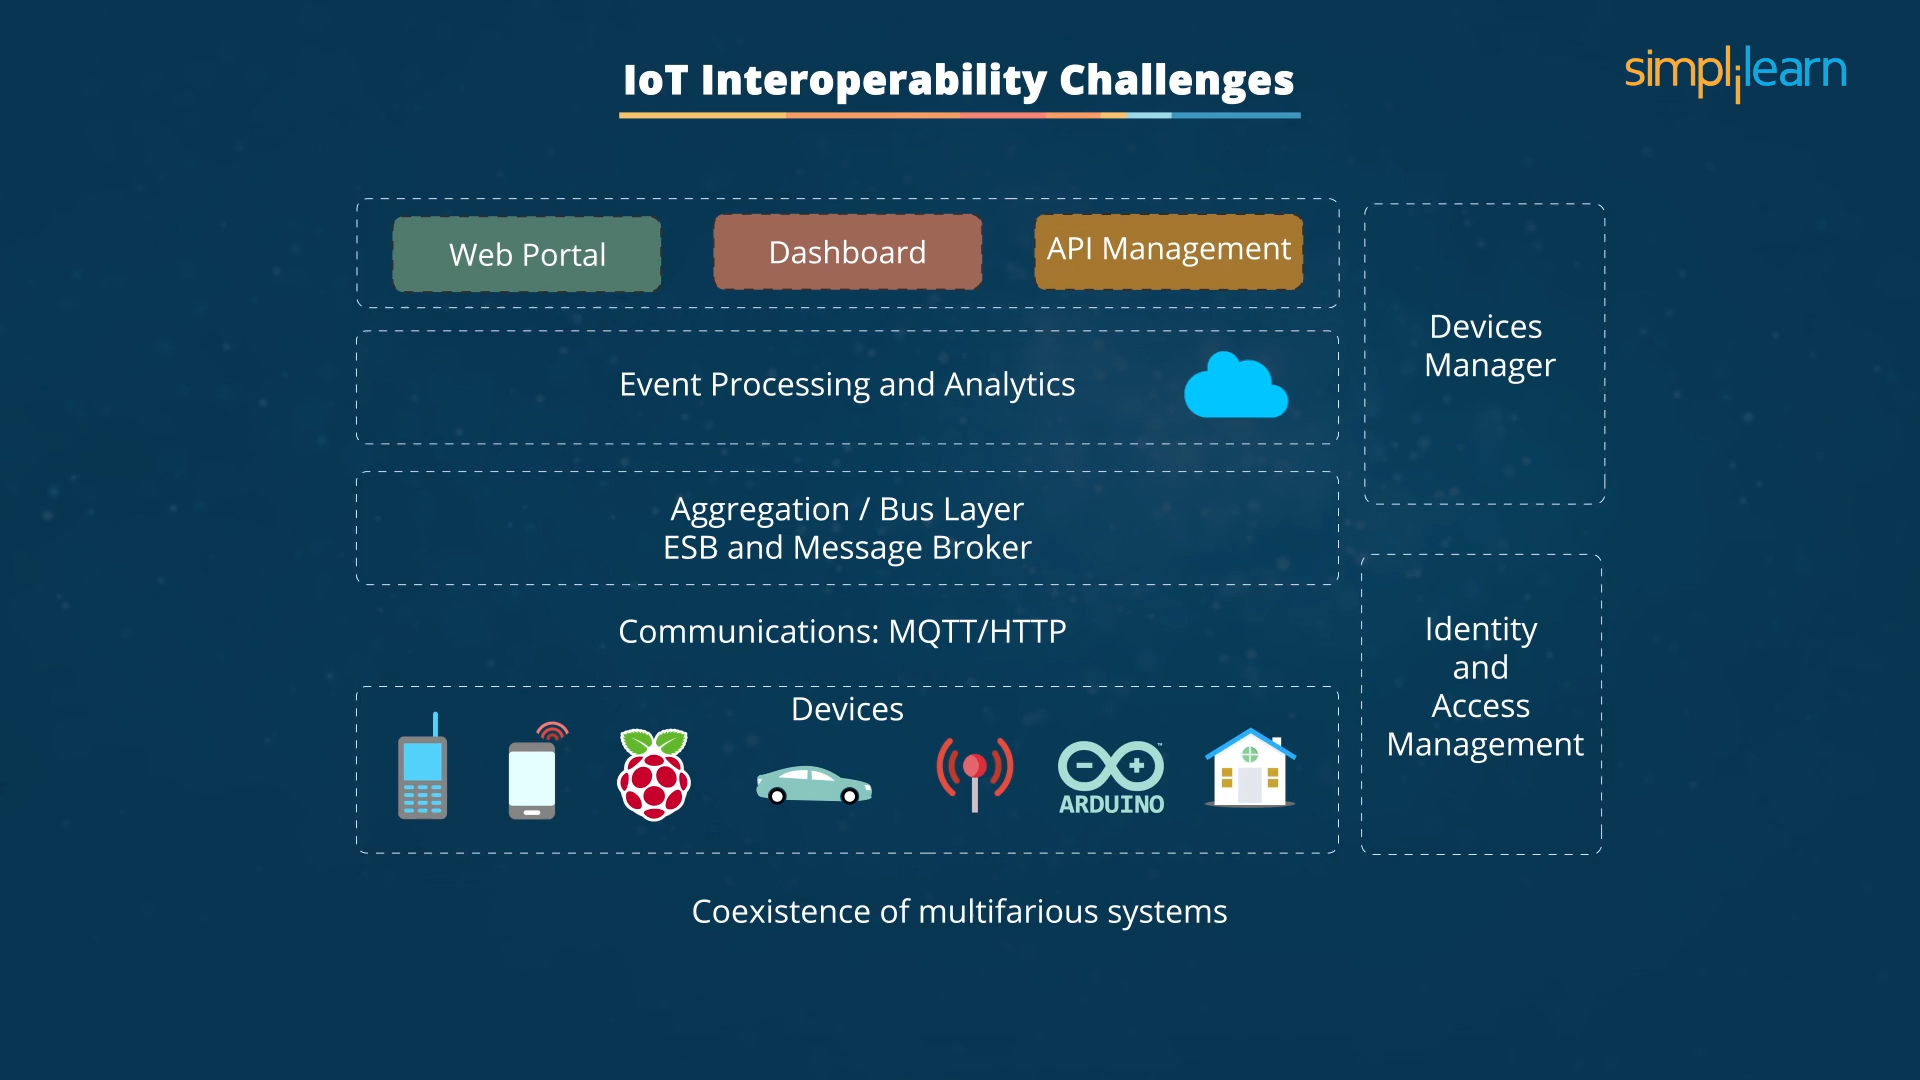 IoT Interoperability Challenges
simplilearn
Web Portal
Dashboard
API Management
Event Processing and Analytics
Aggregation / Bus Layer
ESB and Message Broker
Communications: MQTT/HTTP
Devices
ARDUINO
™
Devices
Manager
Identity
and
Access
Management
Coexistence of multifarious systems